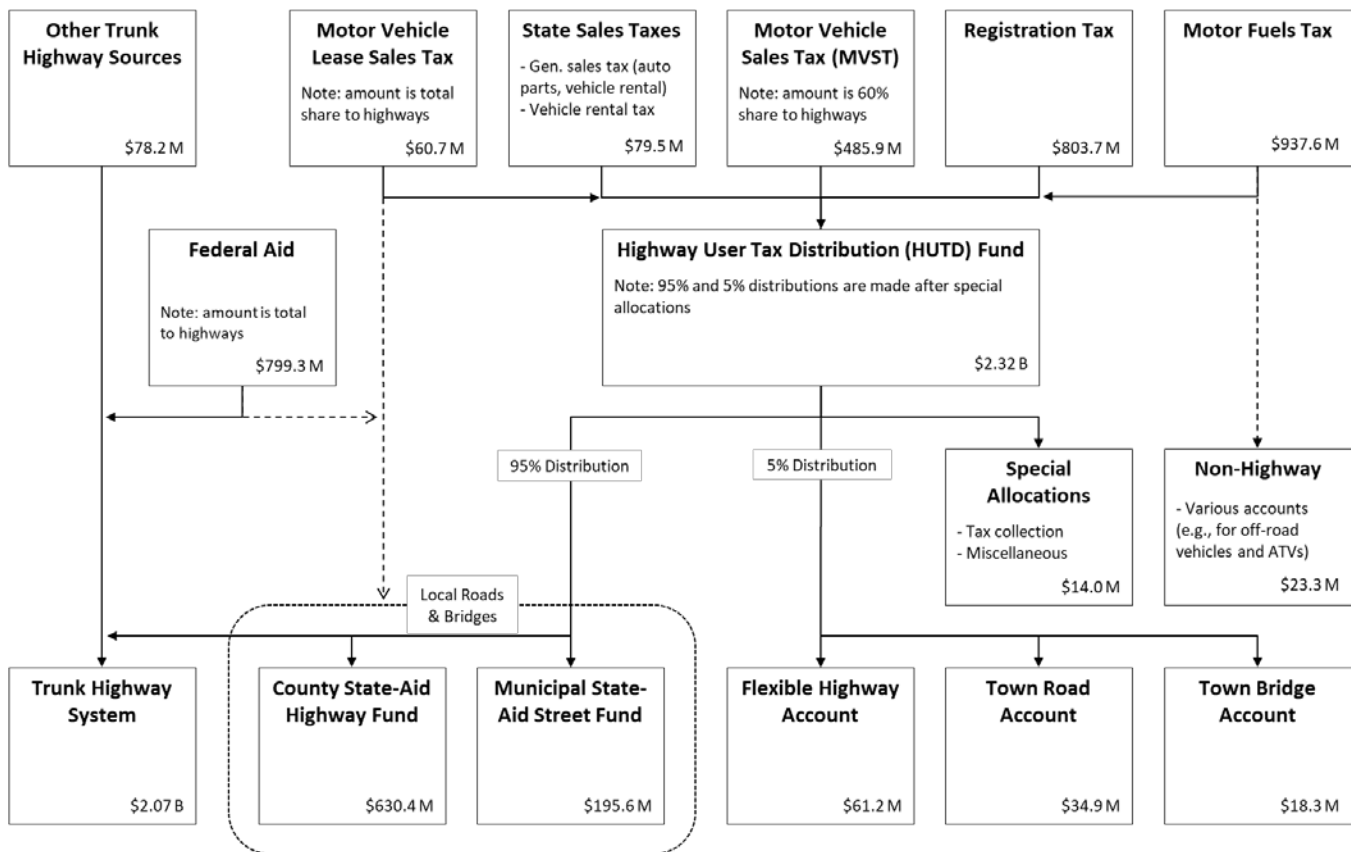 Other Trunk
Highway Sources
$78.2 M
Motor Vehicle
Lease Sales Tax
Note: amount is total
share to highways
$60.7 M
State Sales Taxes
- Gen. sales tax (auto
parts, vehicle rental)
- Vehicle rental tax
$79.5 M
Motor Vehicle
Sales Tax (MVST)
Note: amount is 60%
share to highways
$485.9 M
Registration Tax
$803.7 M
Motor Fuels Tax
$937.6 M
Federal Aid
Note: amount is total
to highways
$799.3 M
Highway User Tax Distribution (HUTD) Fund
Note: 95% and 5% distributions are made after special
allocations
$2.32 B
95% Distribution
5% Distribution
Special
Allocations
- Tax collection
- Miscellaneous
$14.0 M
Non-Highway
- Various accounts
(e.g., for off-road
vehicles and ATVs)
$23.3 M
Local Roads
& Bridges
Trunk Highway
System
$2.07 B
County State-Aid
Highway Fund
$630.4 M
Municipal State-
Aid Street Fund
$195.6 M
Flexible Highway
Account
$61.2 M
Town Road
Account
$34.9 M
Town Bridge
Account
$18.3 M